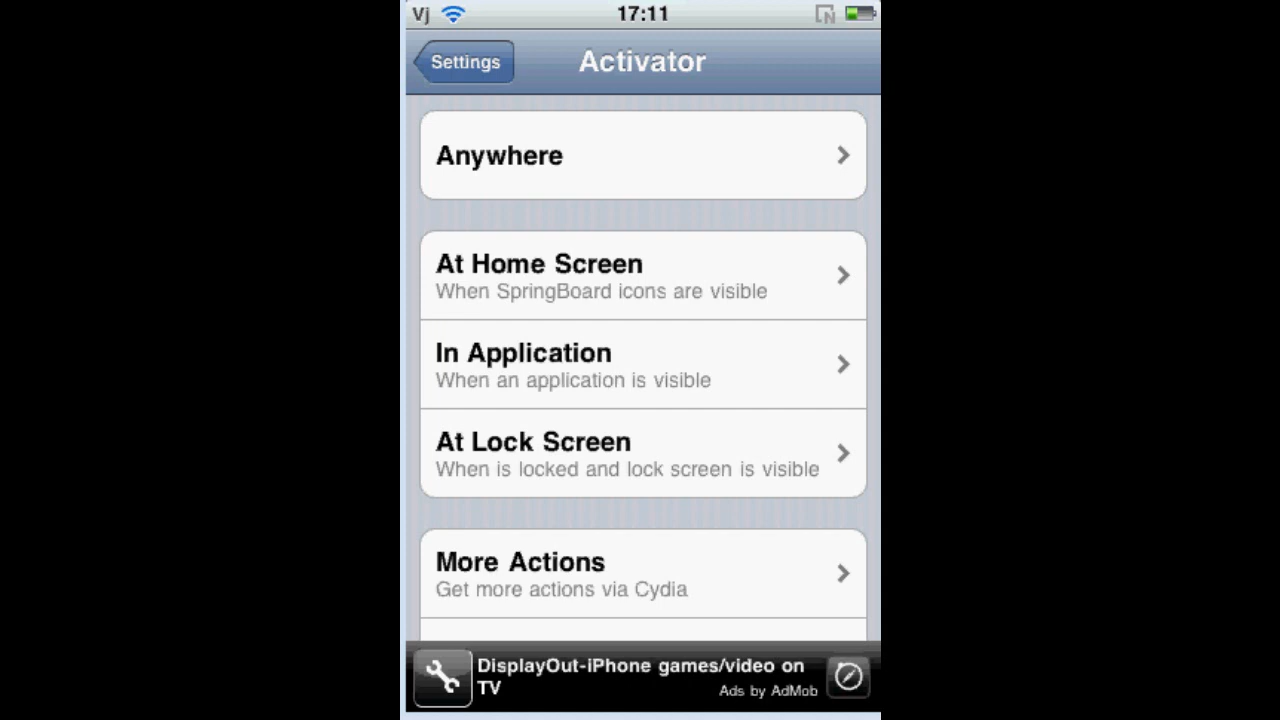 Vj 17:11
Settings Activator
Anywhere
At Home Screen
When SpringBoard icons are visible
In Application
When an application is visible
At Lock Screen
When is locked and lock screen is visible
More Actions
Get more actions via Cydia
DisplayOut-iPhone games/video on
TV
Ads by AdMob